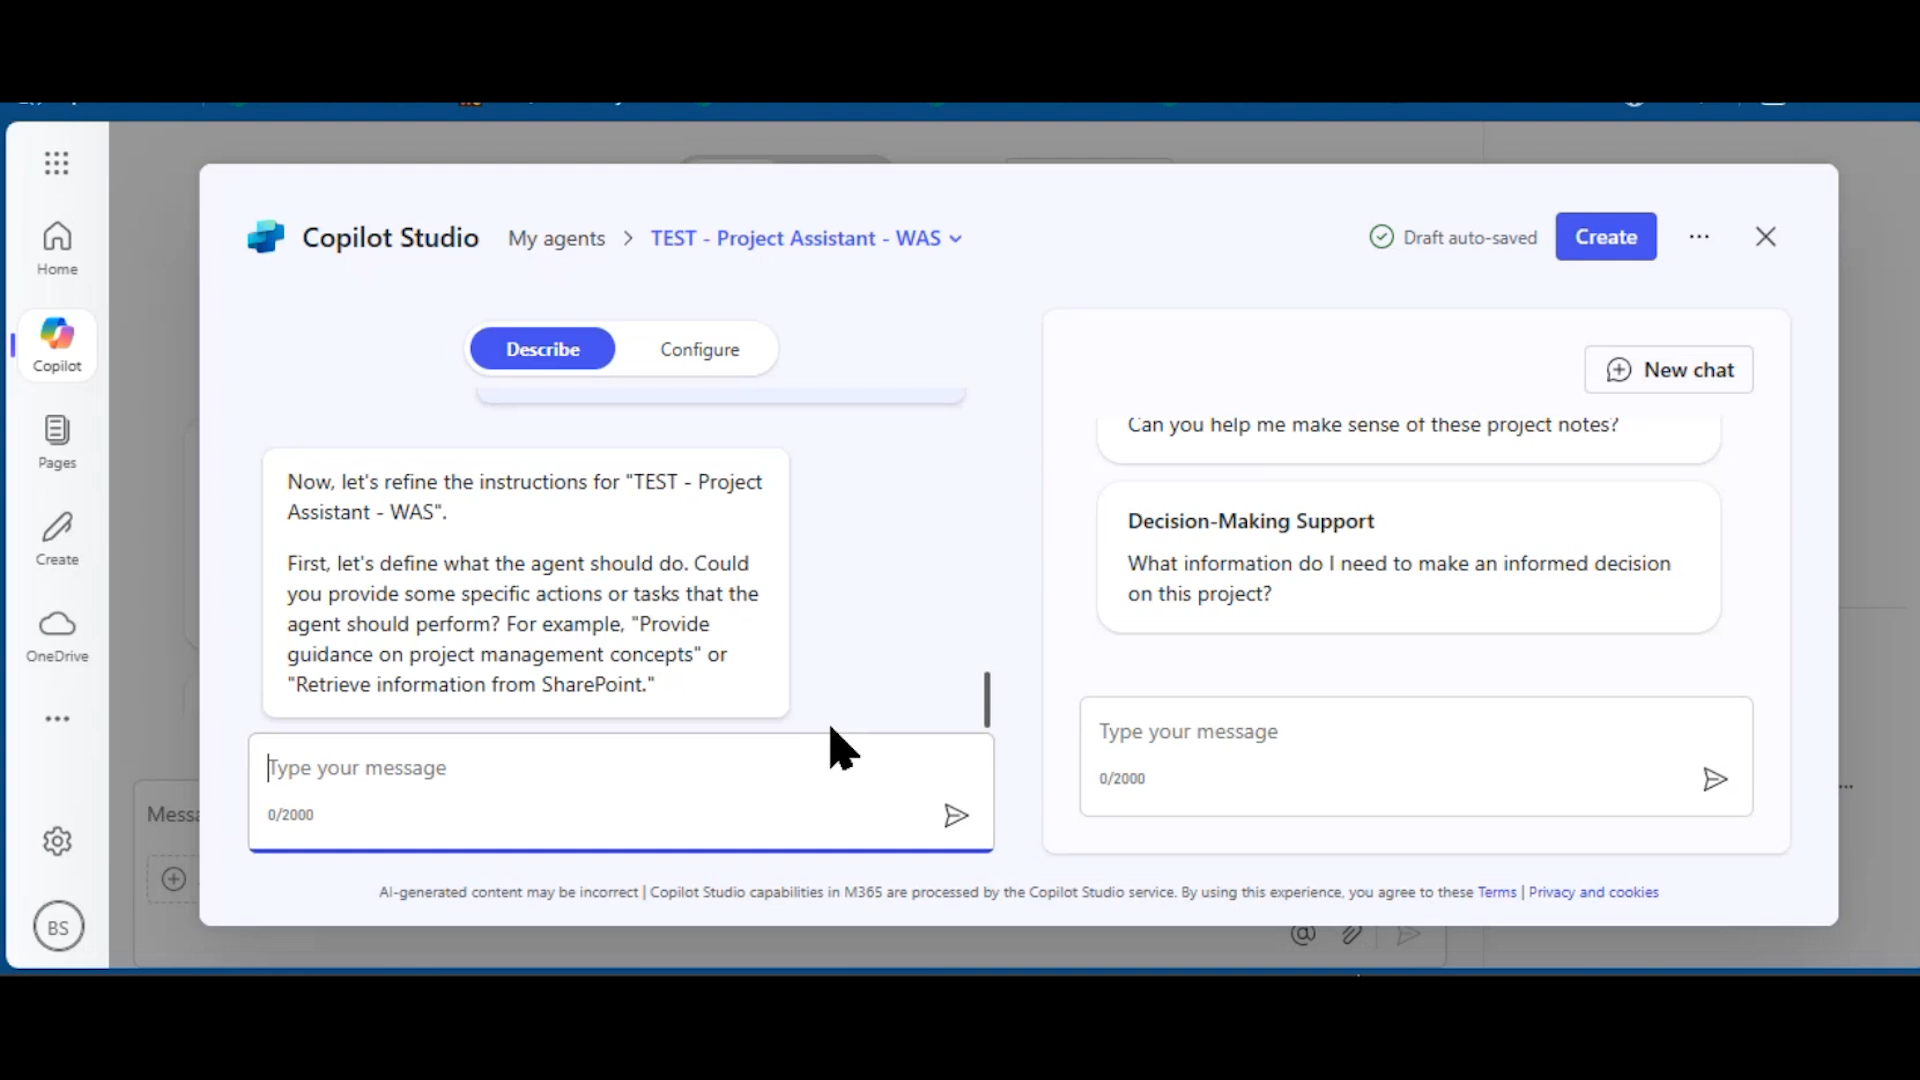 Home
Copilot
Pages
Create
OneDrive
BS
Copilot Studio
My agents > TEST - Project Assistant - WAS
Draft auto-saved
Create
Describe
Configure
Now, let's refine the instructions for "TEST - Project
Assistant - WAS".
First, let's define what the agent should do. Could
you provide some specific actions or tasks that the
agent should perform? For example, "Provide
guidance on project management concepts" or
"Retrieve information from SharePoint."
Type your message
0/2000
New chat
Can you help me make sense of these project notes?
Decision-Making Support
What information do I need to make an informed decision
on this project?
Type your message
0/2000
AI-generated content may be incorrect | Copilot Studio capabilities in M365 are processed by the Copilot Studio service. By using this experience, you agree to these Terms | Privacy and cookies